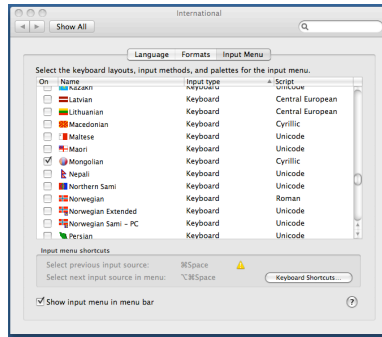 International
Show All
Language Formats Input Menu
Select the keyboard layouts, input methods, and palettes for the input menu.
On Name Input type Script
Kazakh Keyboard Unicode
Latvian Keyboard Central European
Lithuanian Keyboard Central European
Macedonian Keyboard Cyrillic
Maltese Keyboard Unicode
Maori Keyboard Unicode
Mongolian Keyboard Cyrillic
Nepali Keyboard Unicode
Northern Sami Keyboard Unicode
Norwegian Keyboard Roman
Norwegian Extended Keyboard Unicode
Norwegian Sami - PC Keyboard Unicode
Persian Keyboard Unicode
Input menu shortcuts
Select previous input source: ⌘Space
Select next input source in menu: ⌥⌘Space Keyboard Shortcuts...
Show input menu in menu bar ?